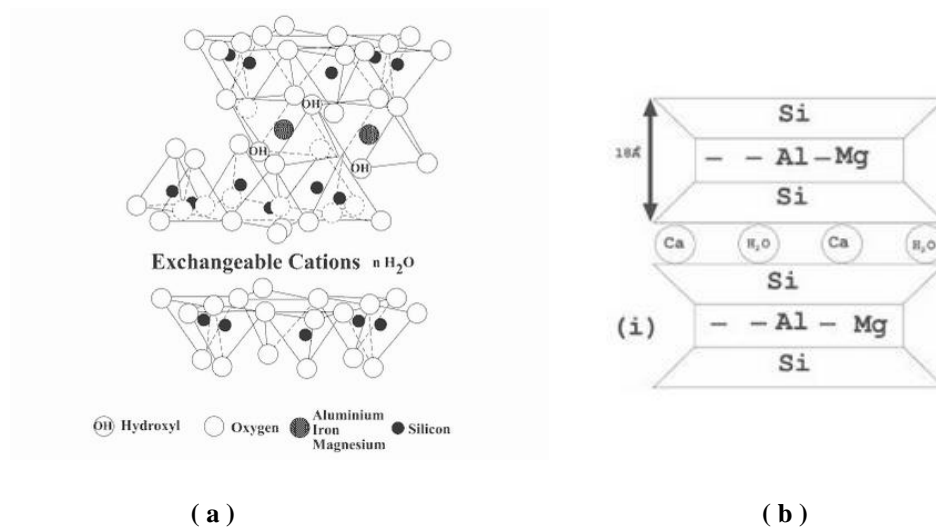 OH
OH
OH
Exchangeable Cations n H₂O
OH Hydroxyl
Oxygen
Aluminium
Iron
Magnesium
Silicon
Si
18Å
– – Al – Mg
Si
Ca H₂O Ca H₂O
Si
(i)
– – Al – Mg
Si
( a )
( b )